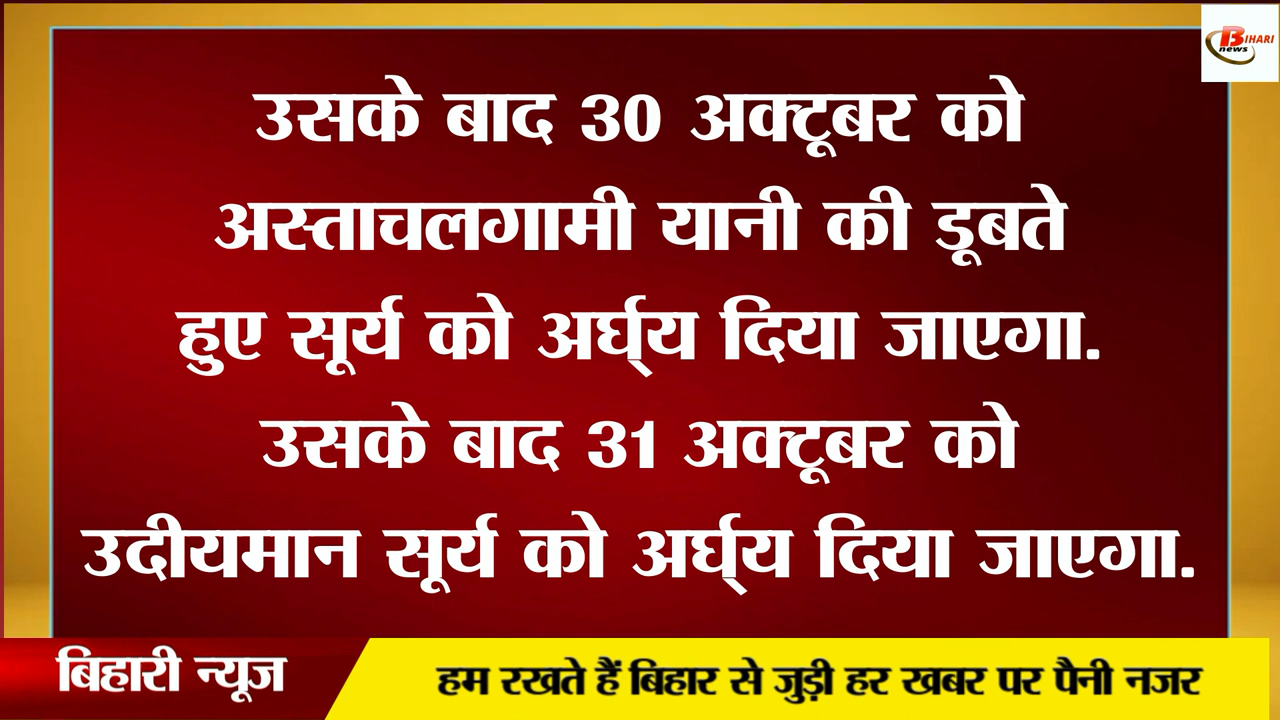 BIHARI
news
उसके बाद 30 अक्टूबर को
अस्ताचलगामी यानी की डूबते
हुए सूर्य को अर्घ्य दिया जाएगा.
उसके बाद 31 अक्टूबर को
उदीयमान सूर्य को अर्घ्य दिया जाएगा.
बिहारी न्यूज
हम रखते हैं बिहार से जुड़ी हर खबर पर पैनी नजर